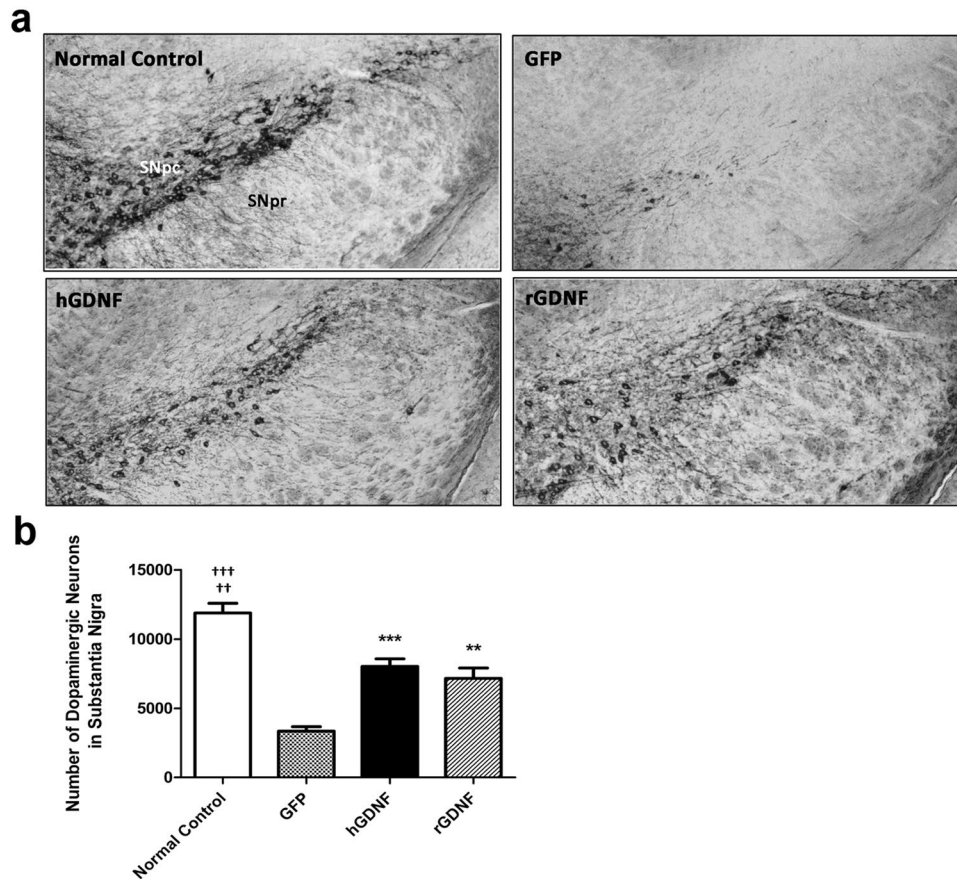 a
Normal Control
SNpc
SNpr
GFP
hGDNF
rGDNF
b
Number of Dopaminergic Neurons
in Substantia Nigra
15000
10000
5000
0
†††
††
***
**
Normal Control
GFP
hGDNF
rGDNF